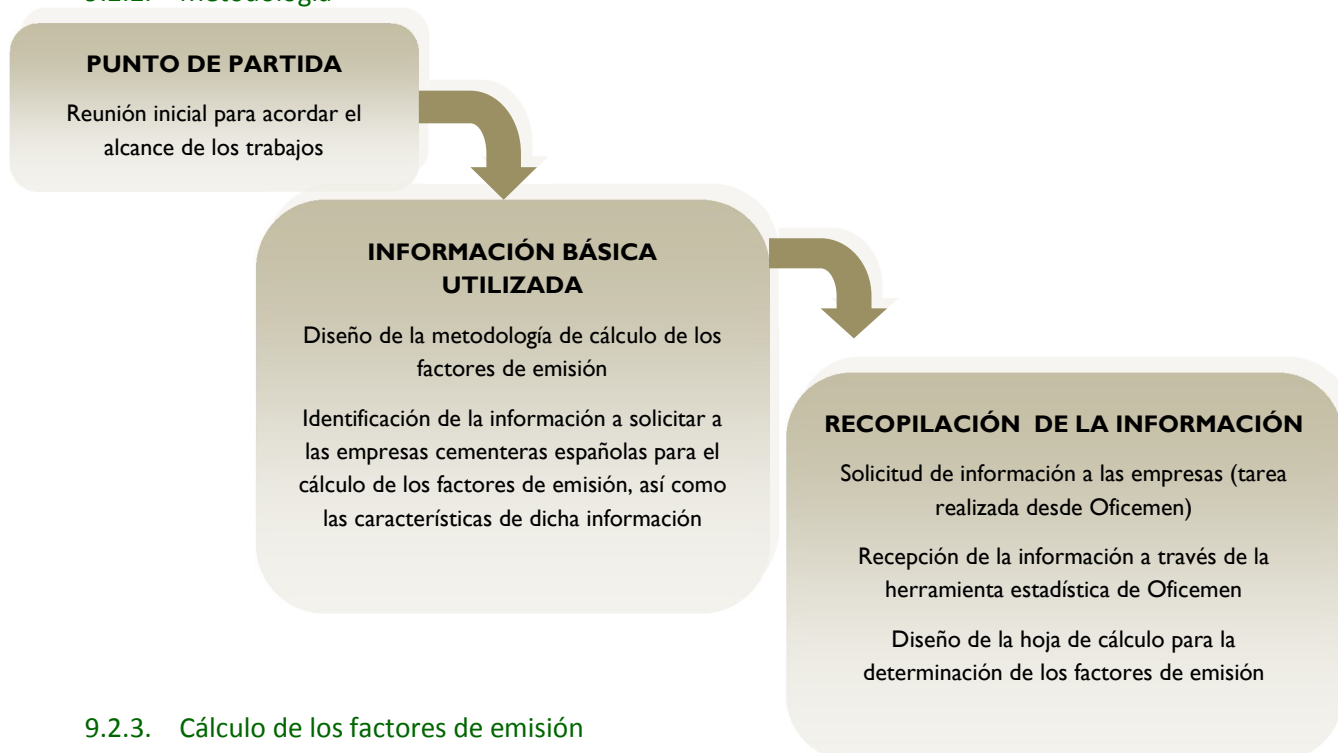 9.2.2. Metodología
PUNTO DE PARTIDA
Reunión inicial para acordar el
alcance de los trabajos
INFORMACIÓN BÁSICA
UTILIZADA
Diseño de la metodología de cálculo de los
factores de emisión
Identificación de la información a solicitar a
las empresas cementeras españolas para el
cálculo de los factores de emisión, así como
las características de dicha información
RECOPILACIÓN DE LA INFORMACIÓN
Solicitud de información a las empresas (tarea
realizada desde Oficemen)
Recepción de la información a través de la
herramienta estadística de Oficemen
Diseño de la hoja de cálculo para la
determinación de los factores de emisión
9.2.3. Cálculo de los factores de emisión